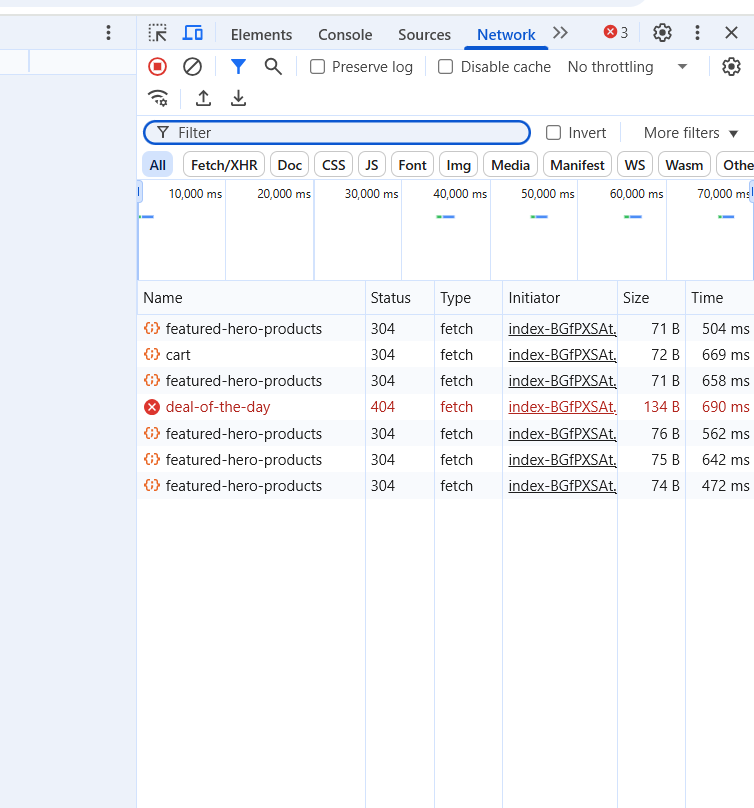 Elements Console Sources Network 3
Preserve log Disable cache No throttling
Filter Invert More filters
All Fetch/XHR Doc CSS JS Font Img Media Manifest WS Wasm Othe
10,000 ms 20,000 ms 30,000 ms 40,000 ms 50,000 ms 60,000 ms 70,000 ms
Name Status Type Initiator Size Time
featured-hero-products 304 fetch index-BGfPXSAt. 71 B 504 ms
cart 304 fetch index-BGfPXSAt. 72 B 669 ms
featured-hero-products 304 fetch index-BGfPXSAt. 71 B 658 ms
deal-of-the-day 404 fetch index-BGfPXSAt. 134 B 690 ms
featured-hero-products 304 fetch index-BGfPXSAt. 76 B 562 ms
featured-hero-products 304 fetch index-BGfPXSAt. 75 B 642 ms
featured-hero-products 304 fetch index-BGfPXSAt. 74 B 472 ms